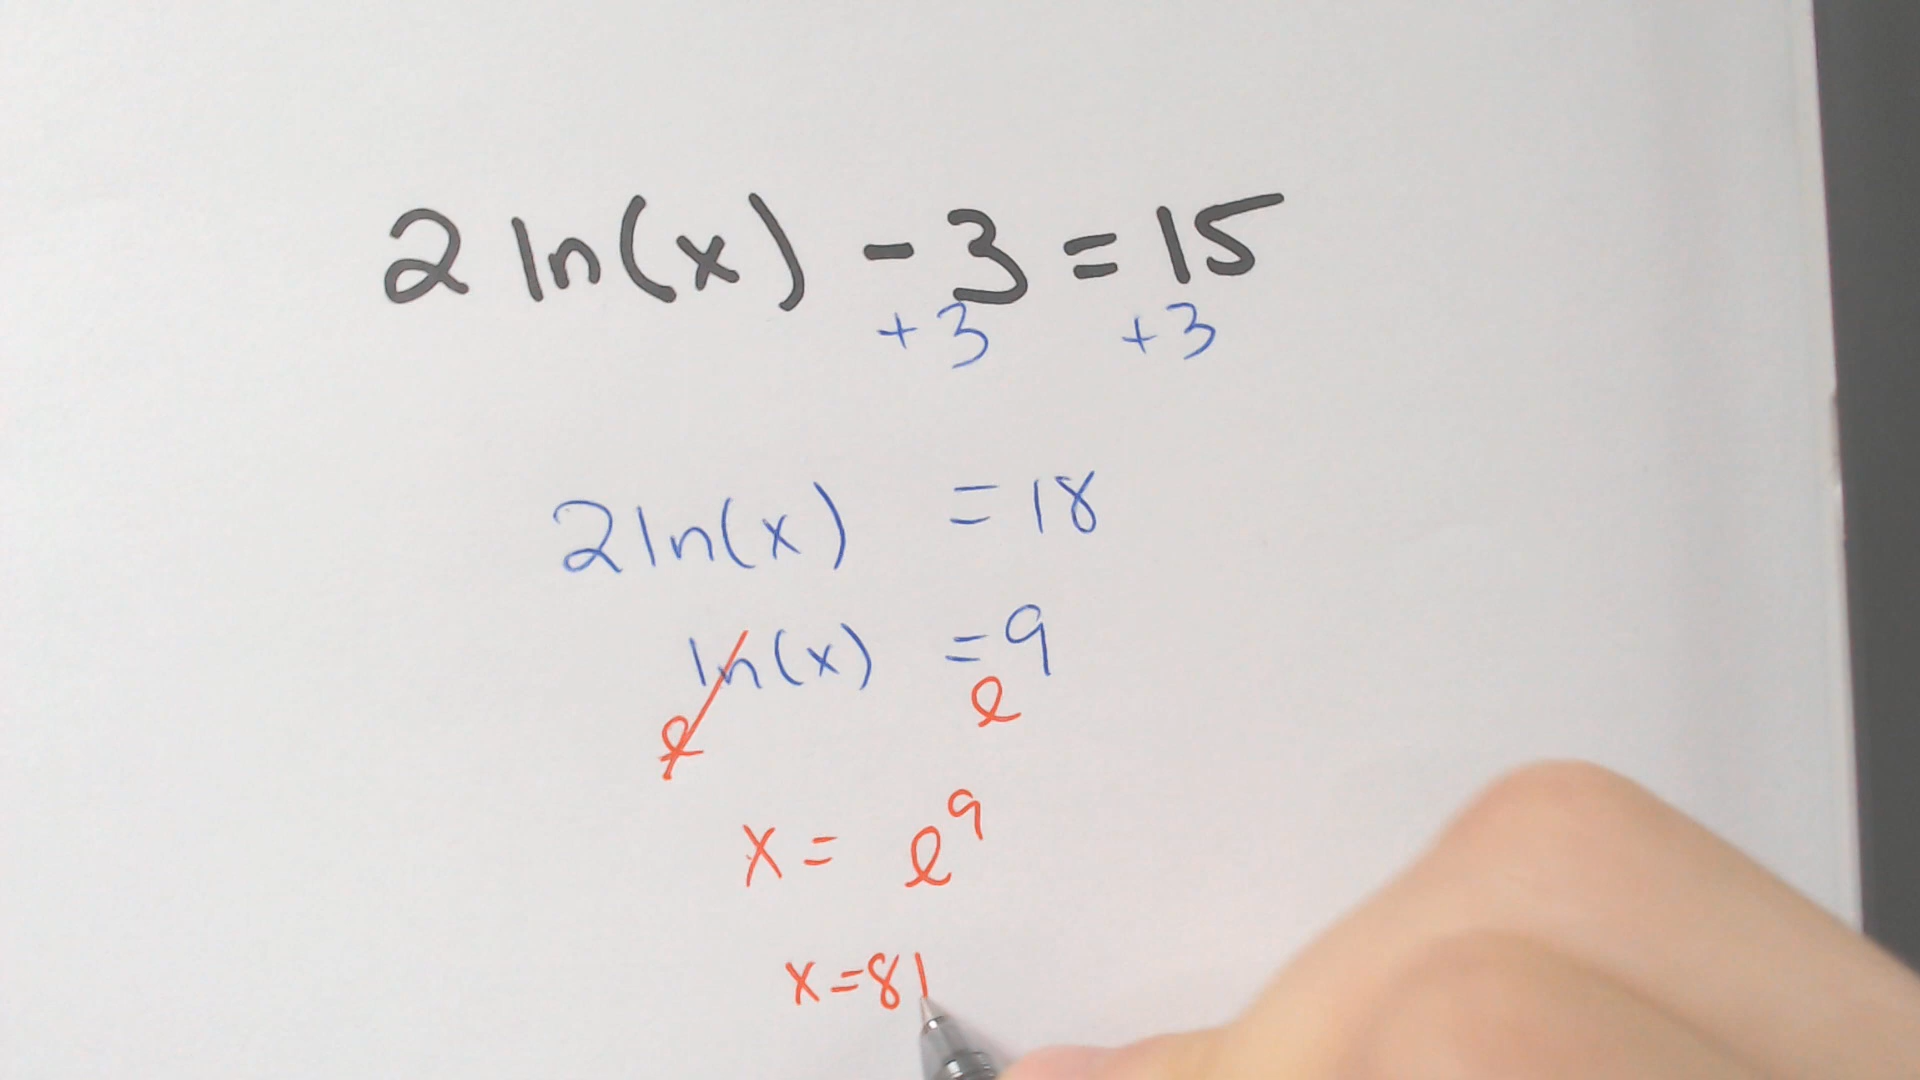 2 ln(x) - 3 = 15
+3 +3
2ln(x) = 18
ln(x) = 9
e e
x = e⁹
x = 81